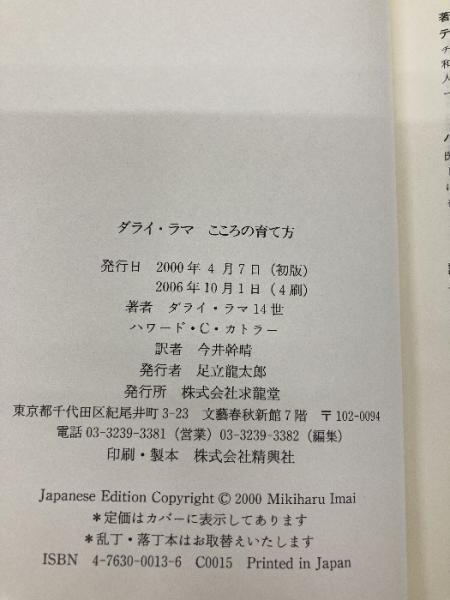 ダライ・ラマ こころの育て方
発行日 2000年4月7日(初版)
2006年10月1日(4刷)
著者 ダライ・ラマ14世
ハワード・C・カトラー
訳者 今井幹晴
発行者 足立龍太郎
発行所 株式会社求龍堂
東京都千代田区紀尾井町3-23 文藝春秋新館7階 〒102-0094
電話03-3239-3381(営業)03-3239-3382(編集)
印刷・製本 株式会社精興社
Japanese Edition Copyright © 2000 Mikiharu Imai
*定価はカバーに表示してあります
*乱丁・落丁本はお取替えいたします
ISBN 4-7630-0013-6 C0015 Printed in Japan